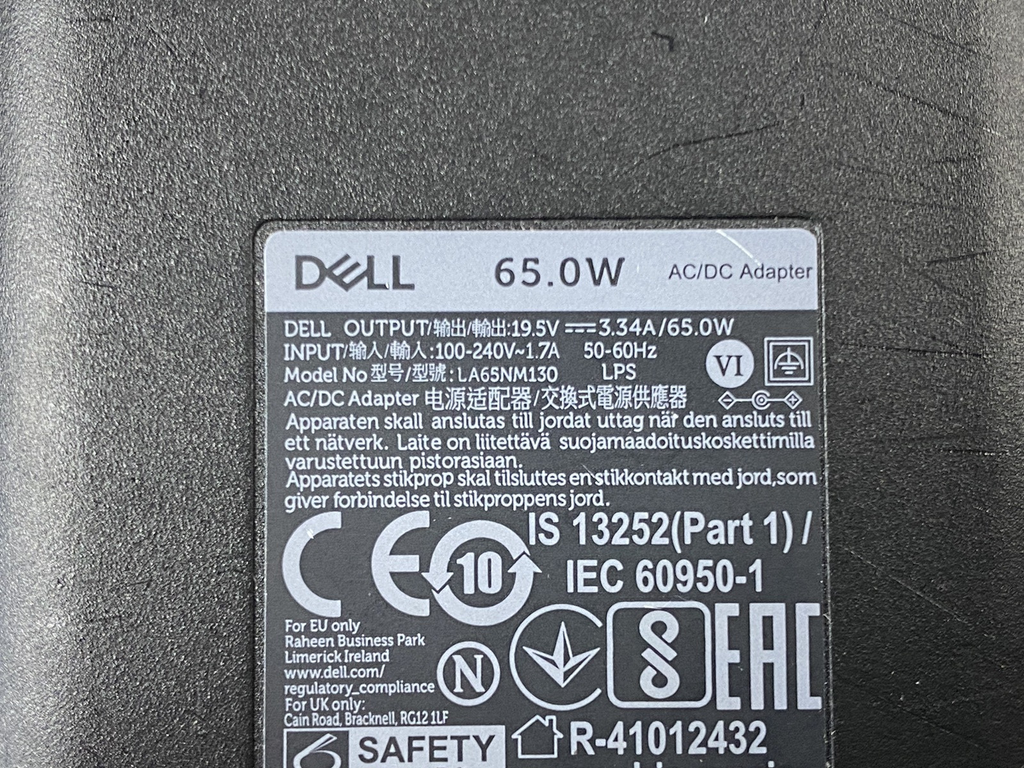 DELL 65.0W AC/DC Adapter
DELL OUTPUT/输出/輸出:19.5V⎓3.34A/65.0W
INPUT/输入/輸入:100-240V~1.7A 50-60Hz
Model No型号/型號:LA65NM130 LPS
VI
AC/DC Adapter 电源适配器/交換式電源供應器
Apparaten skall anslutas till jordat uttag när den ansluts till
ett nätverk. Laite on liitettävä suojamaadoituskoskettimilla
varustettuun pistorasiaan.
Apparatets stikprop skal tilsluttes en stikkontakt med jord,som
giver forbindelse til stikproppens jord.
CE 10 IS 13252(Part 1) /
IEC 60950-1
For EU only
Raheen Business Park
Limerick Ireland
www.dell.com/
regulatory_compliance
For UK only:
Cain Road, Bracknell, RG12 1LF
N
EAC
SAFETY
R-41012432